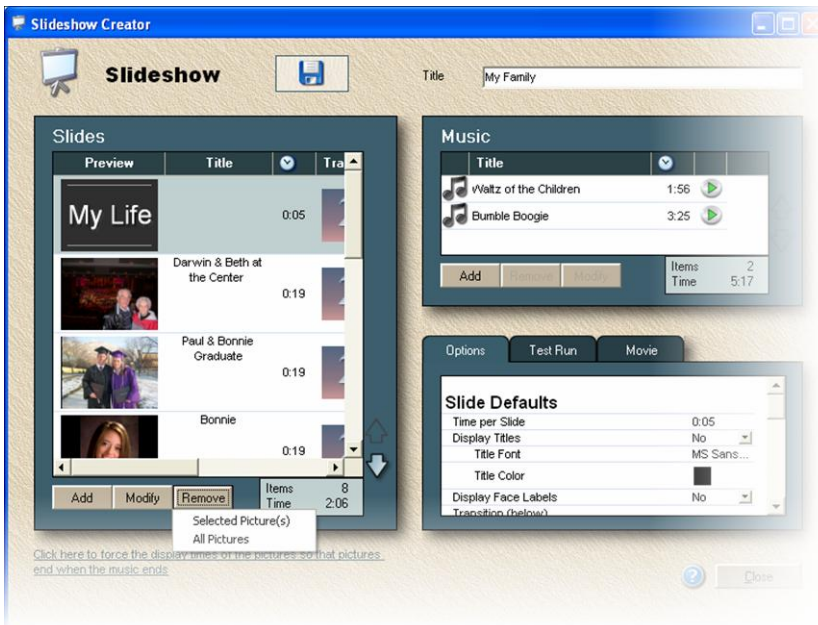 Slideshow Creator
Slideshow
Title My Family
Slides
Preview Title Tra
My Life 0:05
Darwin & Beth at
the Center
0:19
Paul & Bonnie
Graduate
0:19
Bonnie
0:19
Add Modify Remove
Items 8
Time 2:06
Selected Picture(s)
All Pictures
Click here to force the display times of the pictures so that pictures
end when the music ends
Music
Title
Waltz of the Children 1:56
Bumble Boogie 3:25
Add Remove Modify
Items 2
Time 5:17
Options Test Run Movie
Slide Defaults
Time per Slide 0:05
Display Titles No
Title Font MS Sans...
Title Color
Display Face Labels No
Transition (below)
Close